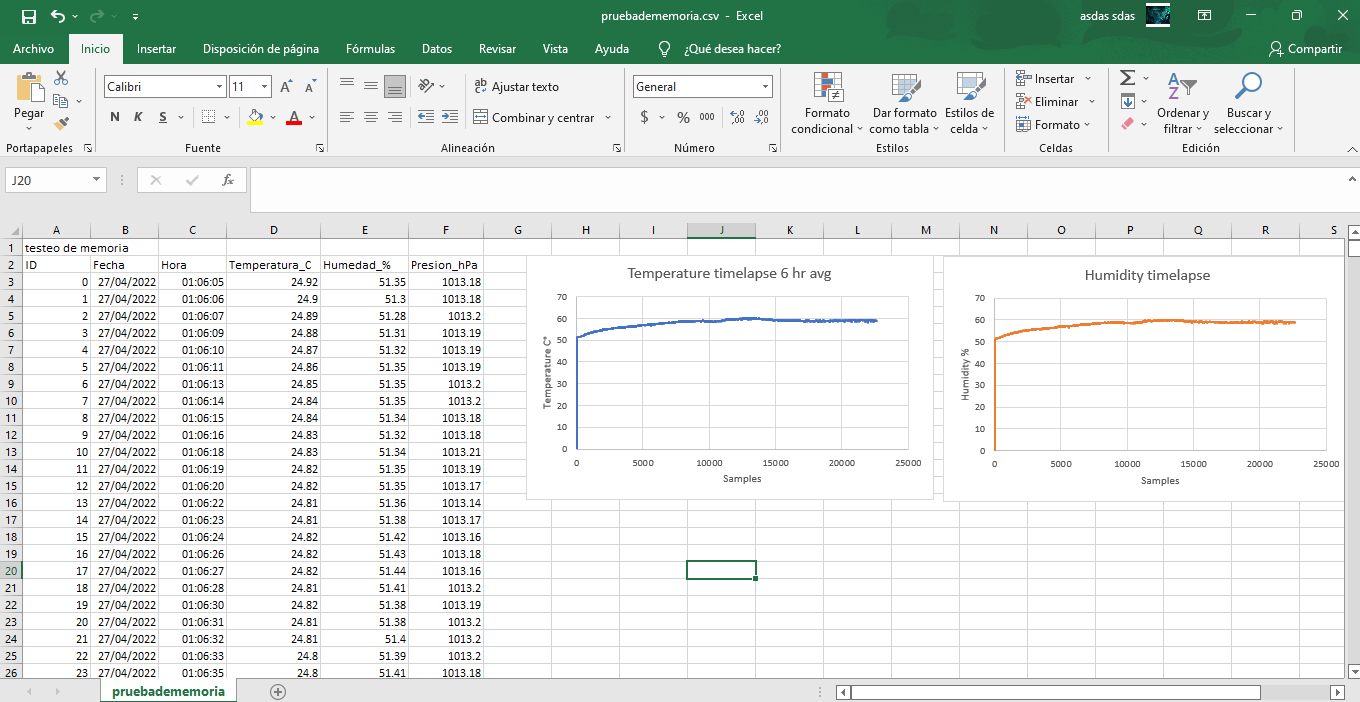 pruebadememoria.csv - Excel
asdas sdas
Archivo Inicio Insertar Disposición de página Fórmulas Datos Revisar Vista Ayuda ¿Qué desea hacer? Compartir
Pegar
Portapapeles
Calibri 11
N K S
Fuente
Ajustar texto
Combinar y centrar
Alineación
General
$ % 000
Número
Formato condicional
Dar formato como tabla
Estilos de celda
Estilos
Insertar
Eliminar
Formato
Celdas
Ordenar y filtrar
Buscar y seleccionar
Edición
J20 fx
A B C D E F G H I J K L M N O P Q R S
1 testeo de memoria
2 ID Fecha Hora Temperatura_C Humedad_% Presion_hPa
3 0 27/04/2022 01:06:05 24.92 51.35 1013.18
4 1 27/04/2022 01:06:06 24.9 51.3 1013.18
5 2 27/04/2022 01:06:07 24.89 51.28 1013.2
6 3 27/04/2022 01:06:09 24.88 51.31 1013.19
7 4 27/04/2022 01:06:10 24.87 51.32 1013.19
8 5 27/04/2022 01:06:11 24.86 51.35 1013.19
9 6 27/04/2022 01:06:13 24.85 51.35 1013.2
10 7 27/04/2022 01:06:14 24.84 51.35 1013.2
11 8 27/04/2022 01:06:15 24.84 51.34 1013.18
12 9 27/04/2022 01:06:16 24.83 51.32 1013.18
13 10 27/04/2022 01:06:18 24.83 51.34 1013.21
14 11 27/04/2022 01:06:19 24.82 51.35 1013.19
15 12 27/04/2022 01:06:20 24.82 51.35 1013.17
16 13 27/04/2022 01:06:22 24.81 51.36 1013.14
17 14 27/04/2022 01:06:23 24.81 51.38 1013.17
18 15 27/04/2022 01:06:24 24.82 51.42 1013.16
19 16 27/04/2022 01:06:26 24.82 51.43 1013.18
20 17 27/04/2022 01:06:27 24.82 51.44 1013.16
21 18 27/04/2022 01:06:28 24.81 51.41 1013.2
22 19 27/04/2022 01:06:30 24.82 51.38 1013.19
23 20 27/04/2022 01:06:31 24.81 51.38 1013.2
24 21 27/04/2022 01:06:32 24.81 51.4 1013.2
25 22 27/04/2022 01:06:33 24.8 51.39 1013.2
26 23 27/04/2022 01:06:35 24.8 51.41 1013.18
Temperature timelapse 6 hr avg
Temperature C°
70
60
50
40
30
20
10
0
0 5000 10000 15000 20000 25000
Samples
Humidity timelapse
Humidity %
70
60
50
40
30
20
10
0
0 5000 10000 15000 20000 25000
Samples
pruebadememoria